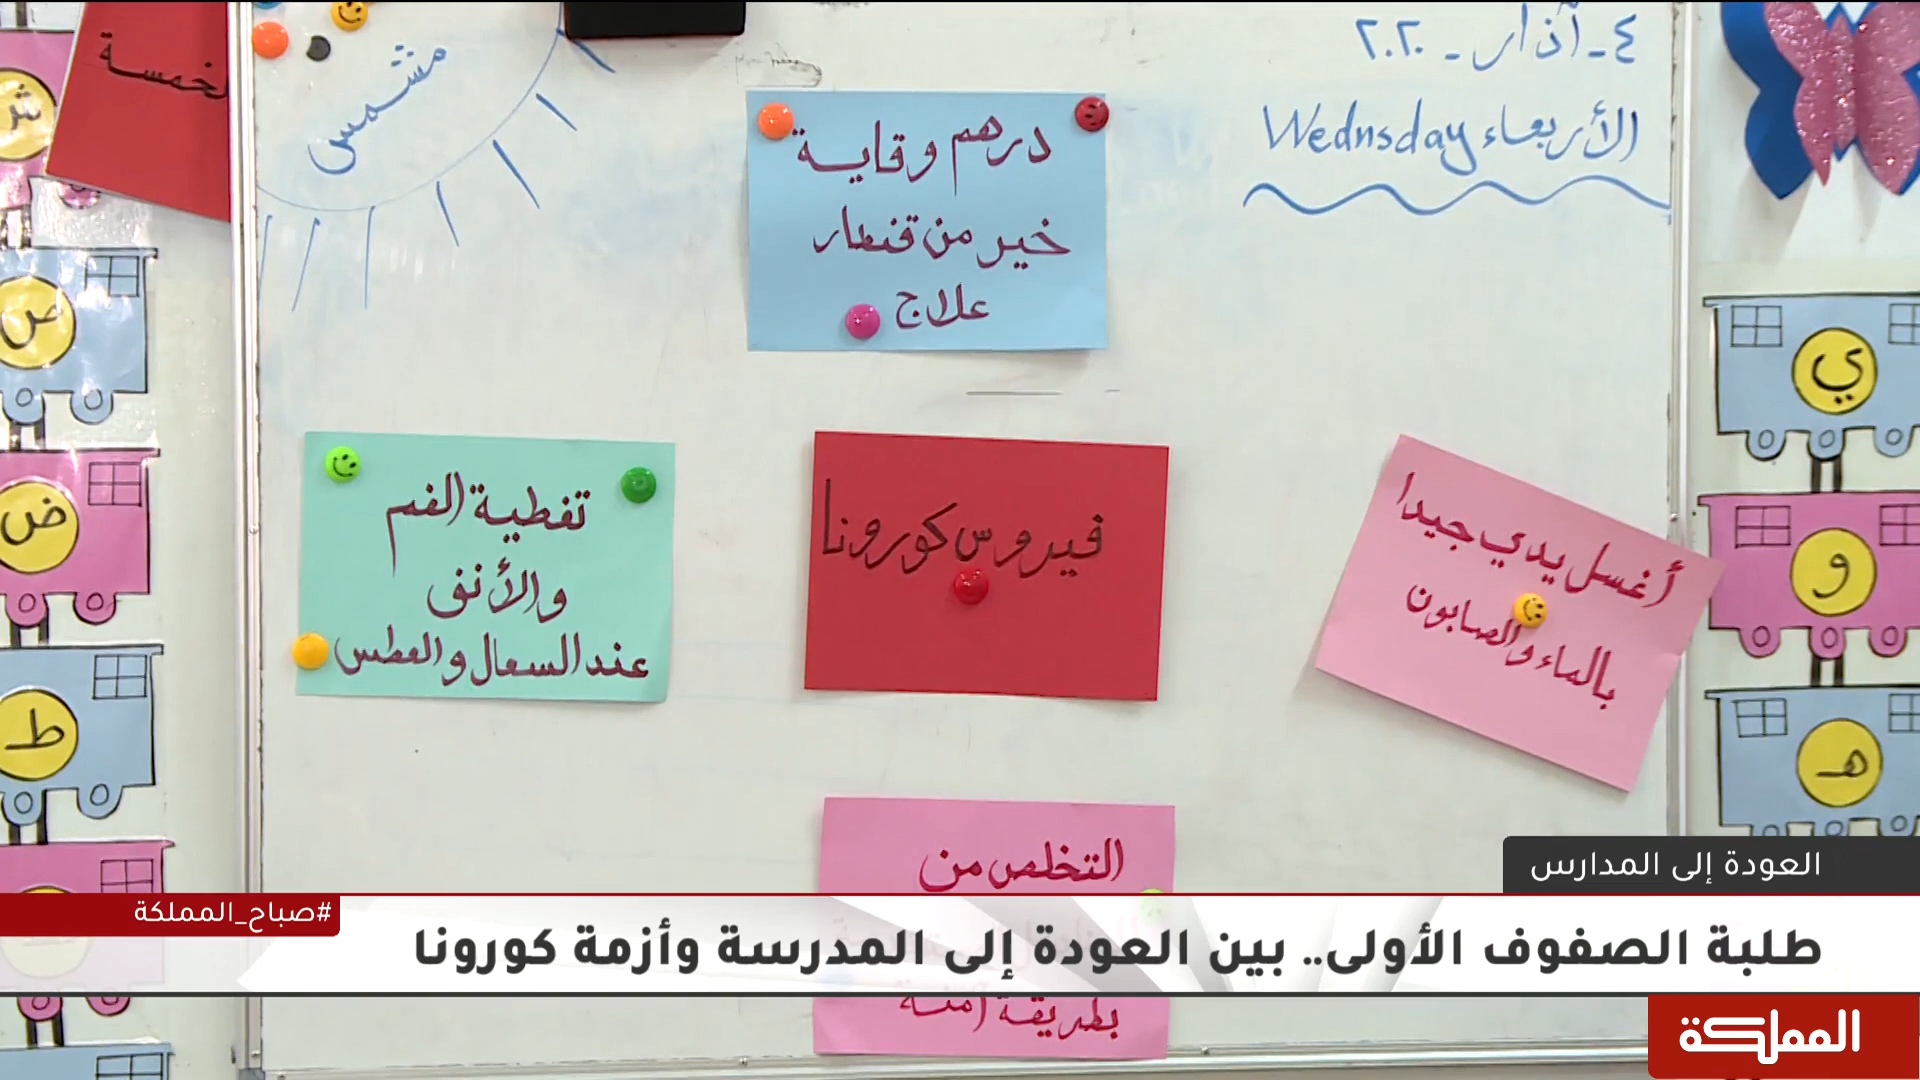 ٤ - آذار - ٢٠٢٠
الأربعاء Wednsday
مشمس
لخمسة
درهم وقاية
خير من قنطار
علاج
تغطية الفم
والأنف
عند السعال والعطس
فيروس كورونا
أغسل يدي جيدا
بالماء والصابون
التخلص من
بطريقة آمنة
ص
ض
ط
ي
و
هـ
العودة إلى المدارس
#صباح_المملكة
طلبة الصفوف الأولى.. بين العودة إلى المدرسة وأزمة كورونا
المملكة